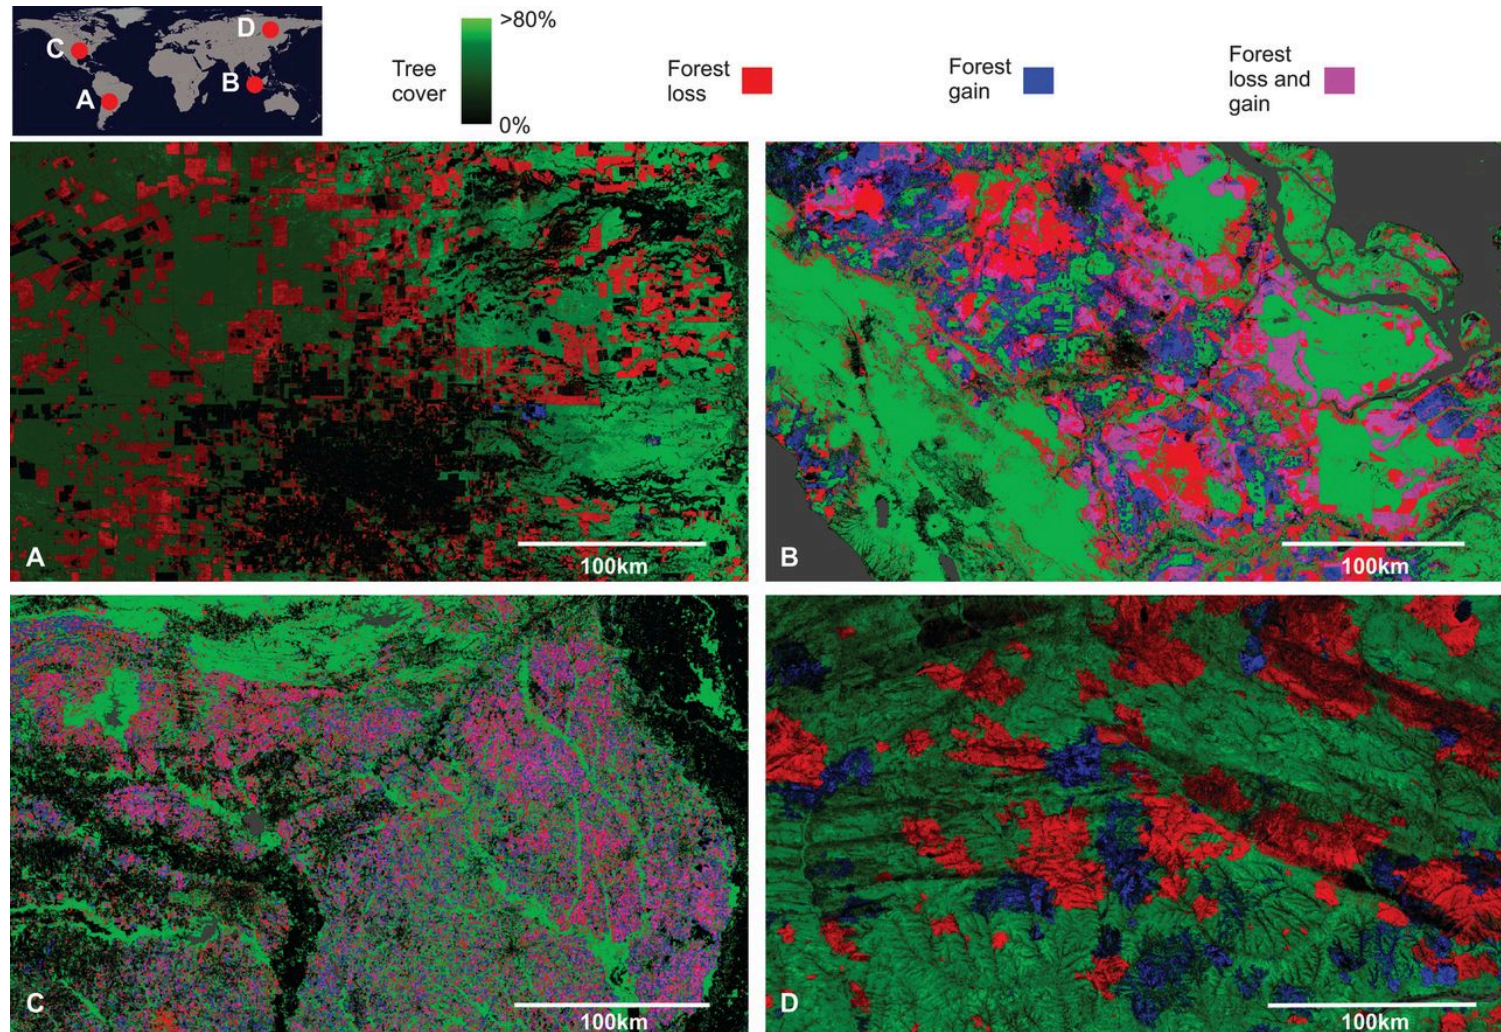 C
D
B
A
Tree
cover
>80%
0%
Forest
loss
Forest
gain
Forest
loss and
gain
100km
A
100km
B
100km
C
100km
D